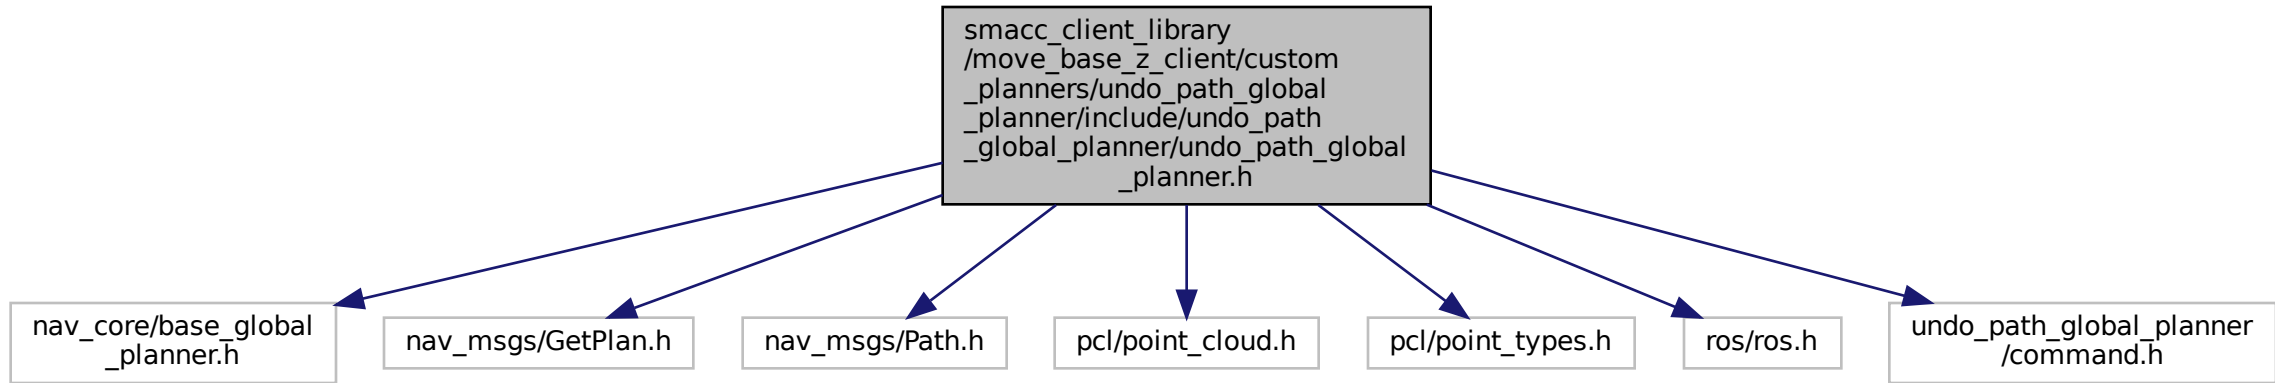 smacc_client_library
/move_base_z_client/custom
_planners/undo_path_global
_planner/include/undo_path
_global_planner/undo_path_global
_planner.h
nav_core/base_global
_planner.h
nav_msgs/GetPlan.h
nav_msgs/Path.h
pcl/point_cloud.h
pcl/point_types.h
ros/ros.h
undo_path_global_planner
/command.h